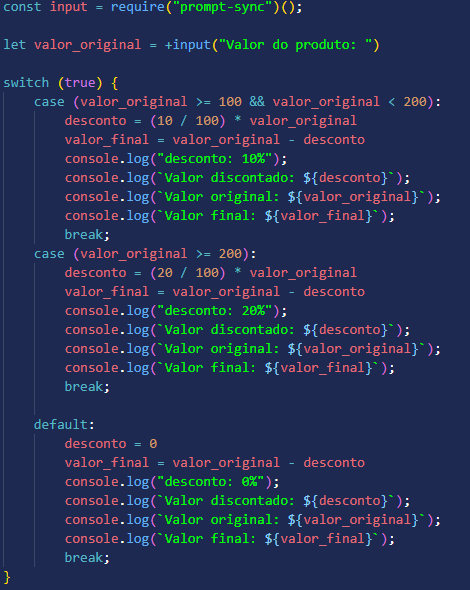 const input = require("prompt-sync")();
let valor_original = +input("Valor do produto: ")
switch (true) {
case (valor_original >= 100 && valor_original < 200):
desconto = (10 / 100) * valor_original
valor_final = valor_original - desconto
console.log("desconto: 10%");
console.log(`Valor discontado: ${desconto}`);
console.log(`Valor original: ${valor_original}`);
console.log(`Valor final: ${valor_final}`);
break;
case (valor_original >= 200):
desconto = (20 / 100) * valor_original
valor_final = valor_original - desconto
console.log("desconto: 20%");
console.log(`Valor discontado: ${desconto}`);
console.log(`Valor original: ${valor_original}`);
console.log(`Valor final: ${valor_final}`);
break;
default:
desconto = 0
valor_final = valor_original - desconto
console.log("desconto: 0%");
console.log(`Valor discontado: ${desconto}`);
console.log(`Valor original: ${valor_original}`);
console.log(`Valor final: ${valor_final}`);
break;
}